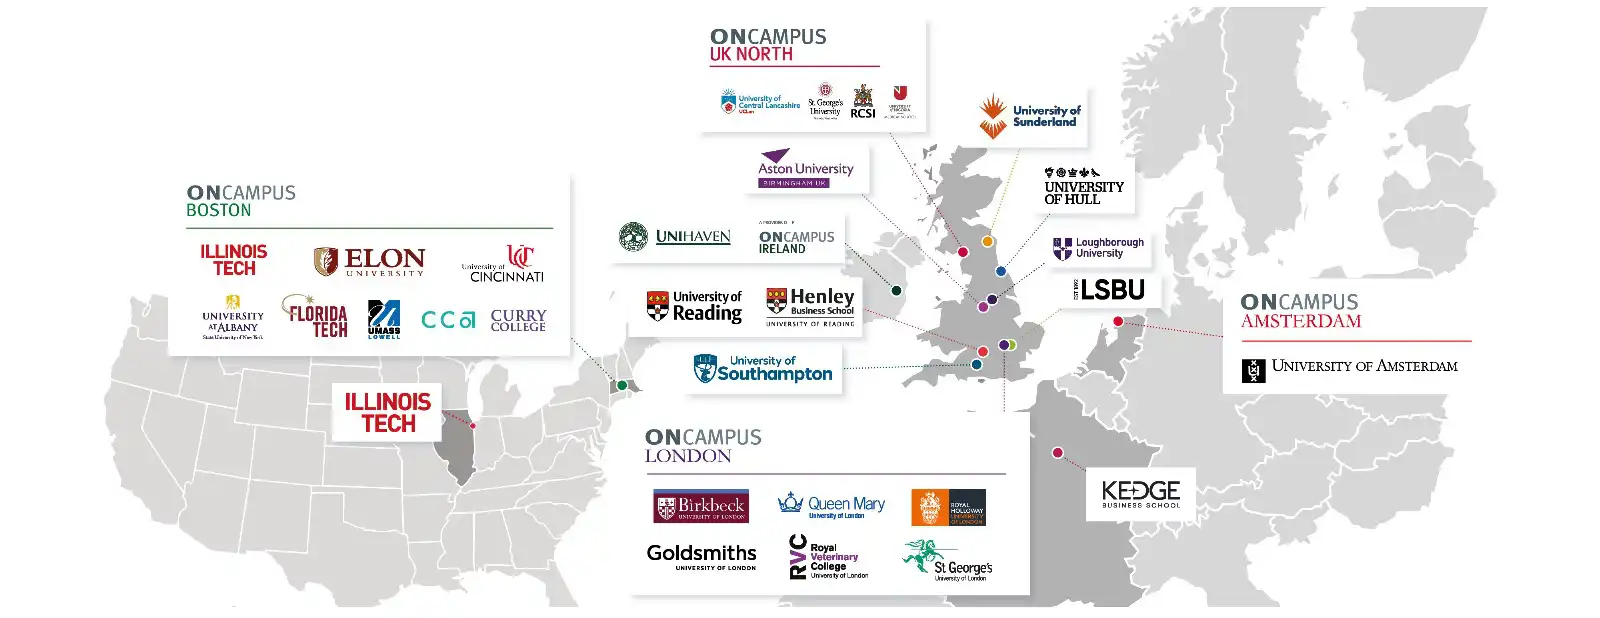 ONCAMPUS
UK NORTH
University of
Central Lancashire
UCLan
St George's
University
RCSI
UNIVERSITY
University of
Sunderland
Aston University
BIRMINGHAM UK
UNIVERSITY
OF HULL
ONCAMPUS
BOSTON
ILLINOIS
TECH
ELON
UNIVERSITY
University of
CINCINNATI
UNIVERSITY
AT ALBANY
State University of New York
FLORIDA
TECH
UMASS
LOWELL
cca
CURRY
COLLEGE
UNIHAVEN
ONCAMPUS
IRELAND
Loughborough
University
EST 1892
LSBU
University of
Reading
Henley
Business School
UNIVERSITY OF READING
ONCAMPUS
AMSTERDAM
UNIVERSITY OF AMSTERDAM
University of
Southampton
ILLINOIS
TECH
ONCAMPUS
LONDON
Birkbeck
UNIVERSITY OF LONDON
Queen Mary
University of London
ROYAL
HOLLOWAY
UNIVERSITY
OF LONDON
Goldsmiths
UNIVERSITY OF LONDON
RVC
Royal
Veterinary
College
University of London
St George's
University of London
KEDGE
BUSINESS SCHOOL